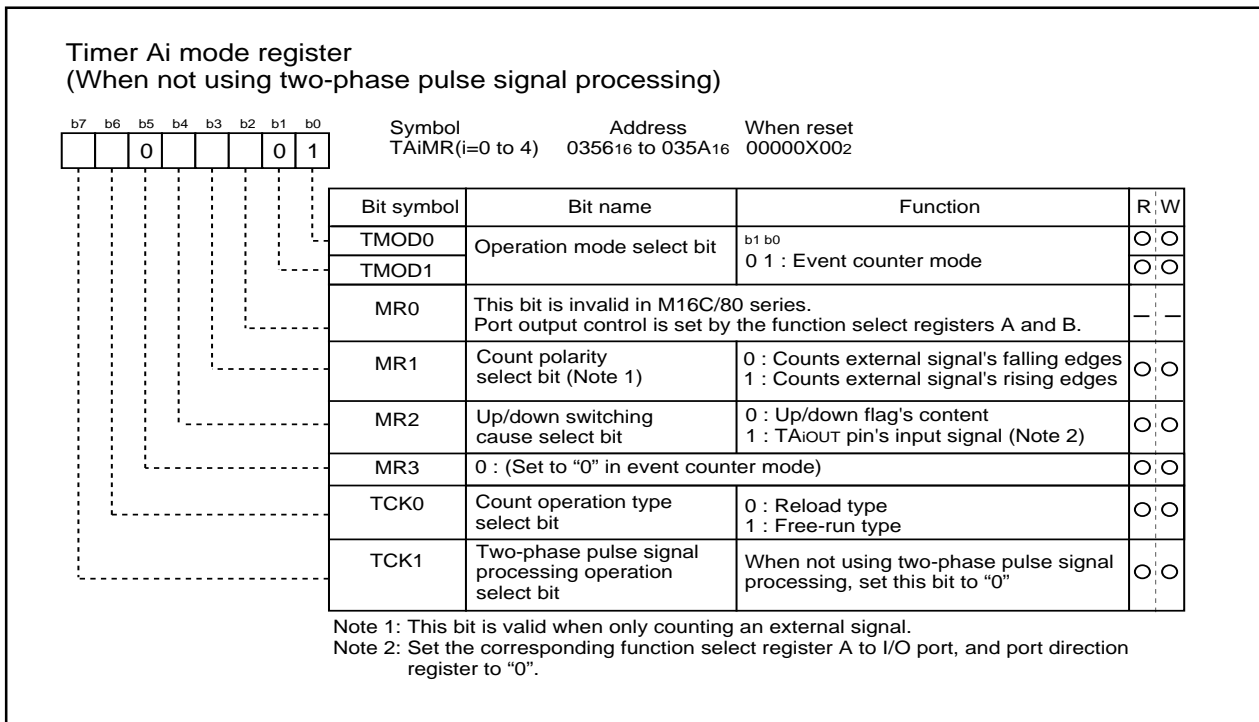 Timer Ai mode register
(When not using two-phase pulse signal processing)
b7 b6 b5 b4 b3 b2 b1 b0
0 0 1
Symbol Address When reset
TAiMR(i=0 to 4) 035616 to 035A16 00000X002
Bit symbol Bit name Function R W
TMOD0
TMOD1
Operation mode select bit
b1 b0
0 1 : Event counter mode
MR0
This bit is invalid in M16C/80 series.
Port output control is set by the function select registers A and B.
– –
MR1
Count polarity
select bit (Note 1)
0 : Counts external signal's falling edges
1 : Counts external signal's rising edges
MR2
Up/down switching
cause select bit
0 : Up/down flag's content
1 : TAiOUT pin's input signal (Note 2)
MR3
0 : (Set to “0” in event counter mode)
TCK0
Count operation type
select bit
0 : Reload type
1 : Free-run type
TCK1
Two-phase pulse signal
processing operation
select bit
When not using two-phase pulse signal
processing, set this bit to “0”
Note 1: This bit is valid when only counting an external signal.
Note 2: Set the corresponding function select register A to I/O port, and port direction
register to “0”.